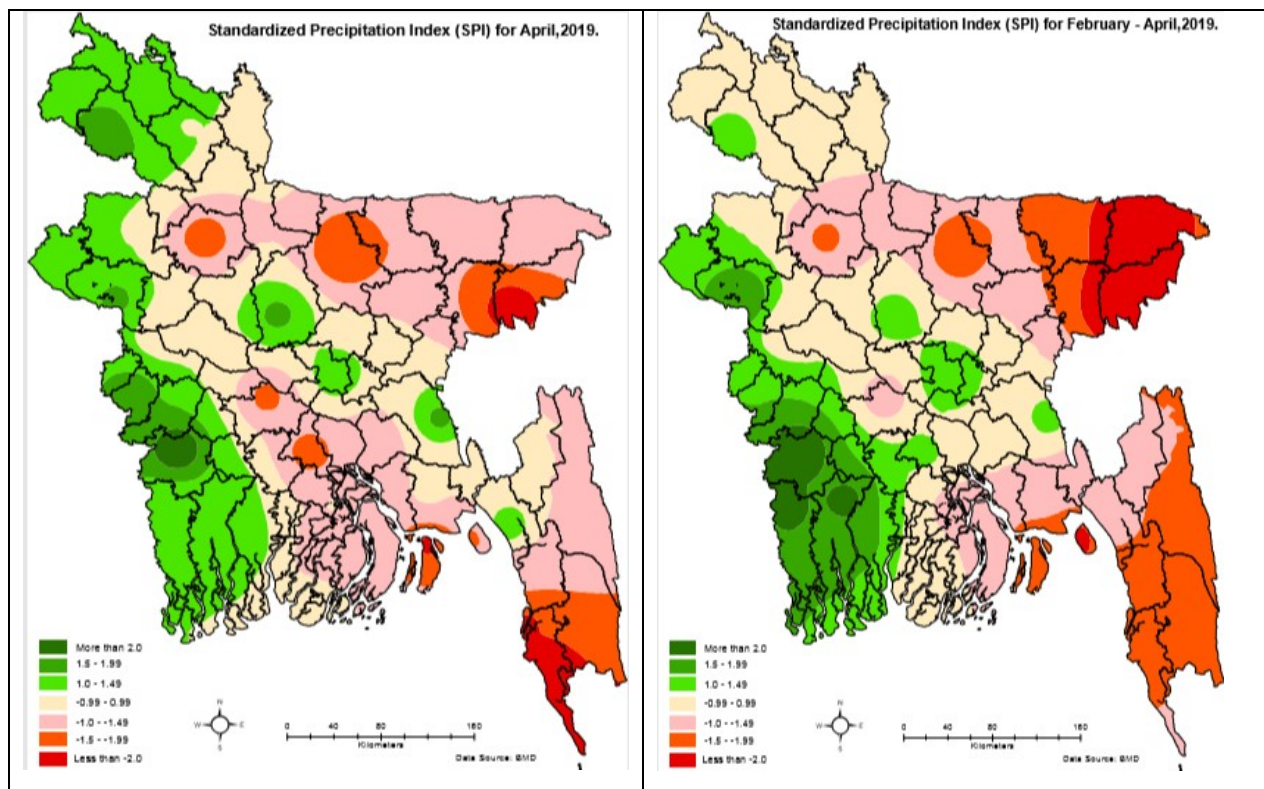 Standardized Precipitation Index (SPI) for April,2019.
More than 2.0
1.5 - 1.99
1.0 - 1.49
-0.99 - 0.99
-1.0 - -1.49
-1.5 - -1.99
Less than -2.0
N
W E
S
0 40 80 160
Kilometers
Data Source: BMD
Standardized Precipitation Index (SPI) for February - April,2019.
More than 2.0
1.5 - 1.99
1.0 - 1.49
-0.99 - 0.99
-1.0 - -1.49
-1.5 - -1.99
Less than -2.0
N
W E
S
0 40 80 160
Kilometers
Data Source: BMD